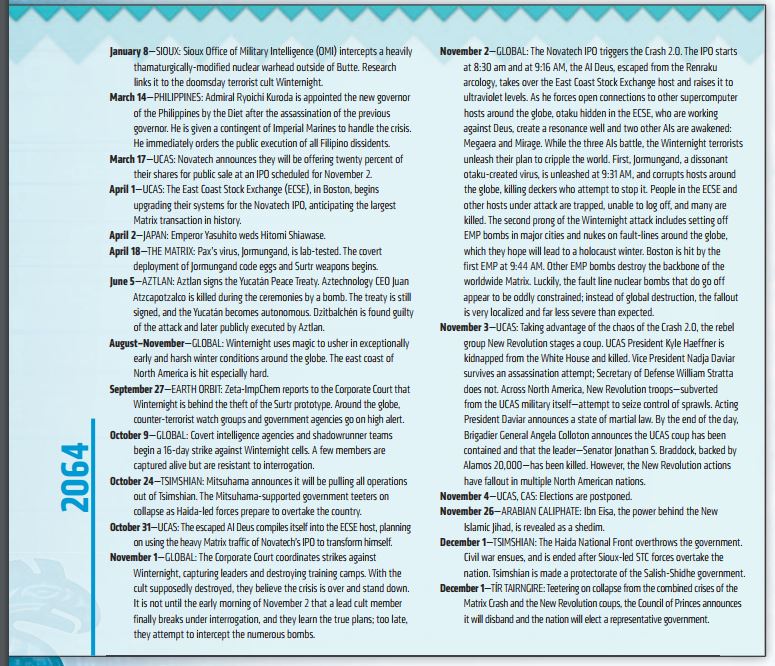 January 8—SIOUX: Sioux Office of Military Intelligence (OMI) intercepts a heavily
thamaturgically-modified nuclear warhead outside of Butte. Research
links it to the doomsday terrorist cult Winternight.
March 14—PHILIPPINES: Admiral Ryoichi Kuroda is appointed the new governor
of the Philippines by the Diet after the assassination of the previous
governor. He is given a contingent of Imperial Marines to handle the crisis.
He immediately orders the public execution of all Filipino dissidents.
March 17—UCAS: Novatech announces they will be offering twenty percent of
their shares for public sale at an IPO scheduled for November 2.
April 1—UCAS: The East Coast Stock Exchange (ECSE), in Boston, begins
upgrading their systems for the Novatech IPO, anticipating the largest
Matrix transaction in history.
April 2—JAPAN: Emperor Yasuhito weds Hitomi Shiawase.
April 18—THE MATRIX: Pax's virus, Jormungand, is lab-tested. The covert
deployment of Jormungand code eggs and Surtr weapons begins.
June 5—AZTLAN: Aztlan signs the Yucatán Peace Treaty. Aztechnology CEO Juan
Atzcapotzalco is killed during the ceremonies by a bomb. The treaty is still
signed, and the Yucatán becomes autonomous. Dzitbalchén is found guilty
of the attack and later publicly executed by Aztlan.
August–November—GLOBAL: Winternight uses magic to usher in exceptionally
early and harsh winter conditions around the globe. The east coast of
North America is hit especially hard.
September 27—EARTH ORBIT: Zeta-ImpChem reports to the Corporate Court that
Winternight is behind the theft of the Surtr prototype. Around the globe,
counter-terrorist watch groups and government agencies go on high alert.
October 9—GLOBAL: Covert intelligence agencies and shadowrunner teams
begin a 16-day strike against Winternight cells. A few members are
captured alive but are resistant to interrogation.
October 24—TSIMSHIAN: Mitsuhama announces it will be pulling all operations
out of Tsimshian. The Mitsuhama-supported government teeters on
collapse as Haida-led forces prepare to overtake the country.
October 31—UCAS: The escaped AI Deus compiles itself into the ECSE host, planning
on using the heavy Matrix traffic of Novatech's IPO to transform himself.
November 1—GLOBAL: The Corporate Court coordinates strikes against
Winternight, capturing leaders and destroying training camps. With the
cult supposedly destroyed, they believe the crisis is over and stand down.
It is not until the early morning of November 2 that a lead cult member
finally breaks under interrogation, and they learn the true plans; too late,
they attempt to intercept the numerous bombs.
November 2—GLOBAL: The Novatech IPO triggers the Crash 2.0. The IPO starts
at 8:30 am and at 9:16 AM, the AI Deus, escaped from the Renraku
arcology, takes over the East Coast Stock Exchange host and raises it to
ultraviolet levels. As he forces open connections to other supercomputer
hosts around the globe, otaku hidden in the ECSE, who are working
against Deus, create a resonance well and two other AIs are awakened:
Megaera and Mirage. While the three AIs battle, the Winternight terrorists
unleash their plan to cripple the world. First, Jormungand, a dissonant
otaku-created virus, is unleashed at 9:31 AM, and corrupts hosts around
the globe, killing deckers who attempt to stop it. People in the ECSE and
other hosts under attack are trapped, unable to log off, and many are
killed. The second prong of the Winternight attack includes setting off
EMP bombs in major cities and nukes on fault-lines around the globe,
which they hope will lead to a holocaust winter. Boston is hit by the
first EMP at 9:44 AM. Other EMP bombs destroy the backbone of the
worldwide Matrix. Luckily, the fault line nuclear bombs that do go off
appear to be oddly constrained; instead of global destruction, the fallout
is very localized and far less severe than expected.
November 3—UCAS: Taking advantage of the chaos of the Crash 2.0, the rebel
group New Revolution stages a coup. UCAS President Kyle Haeffner is
kidnapped from the White House and killed. Vice President Nadja Daviar
survives an assassination attempt; Secretary of Defense William Stratta
does not. Across North America, New Revolution troops—subverted
from the UCAS military itself—attempt to seize control of sprawls. Acting
President Daviar announces a state of martial law. By the end of the day,
Brigadier General Angela Colloton announces the UCAS coup has been
contained and that the leader—Senator Jonathan S. Braddock, backed by
Alamos 20,000—has been killed. However, the New Revolution actions
have fallout in multiple North American nations.
November 4—UCAS, CAS: Elections are postponed.
November 26—ARABIAN CALIPHATE: Ibn Eisa, the power behind the New
Islamic Jihad, is revealed as a shedim.
December 1—TSIMSHIAN: The Haida National Front overthrows the government.
Civil war ensues, and is ended after Sioux-led STC forces overtake the
nation. Tsimshian is made a protectorate of the Salish-Shidhe government.
December 1—TÍR TAIRNGIRE: Teetering on collapse from the combined crises of the
Matrix Crash and the New Revolution coups, the Council of Princes announces
it will disband and the nation will elect a representative government.
2064